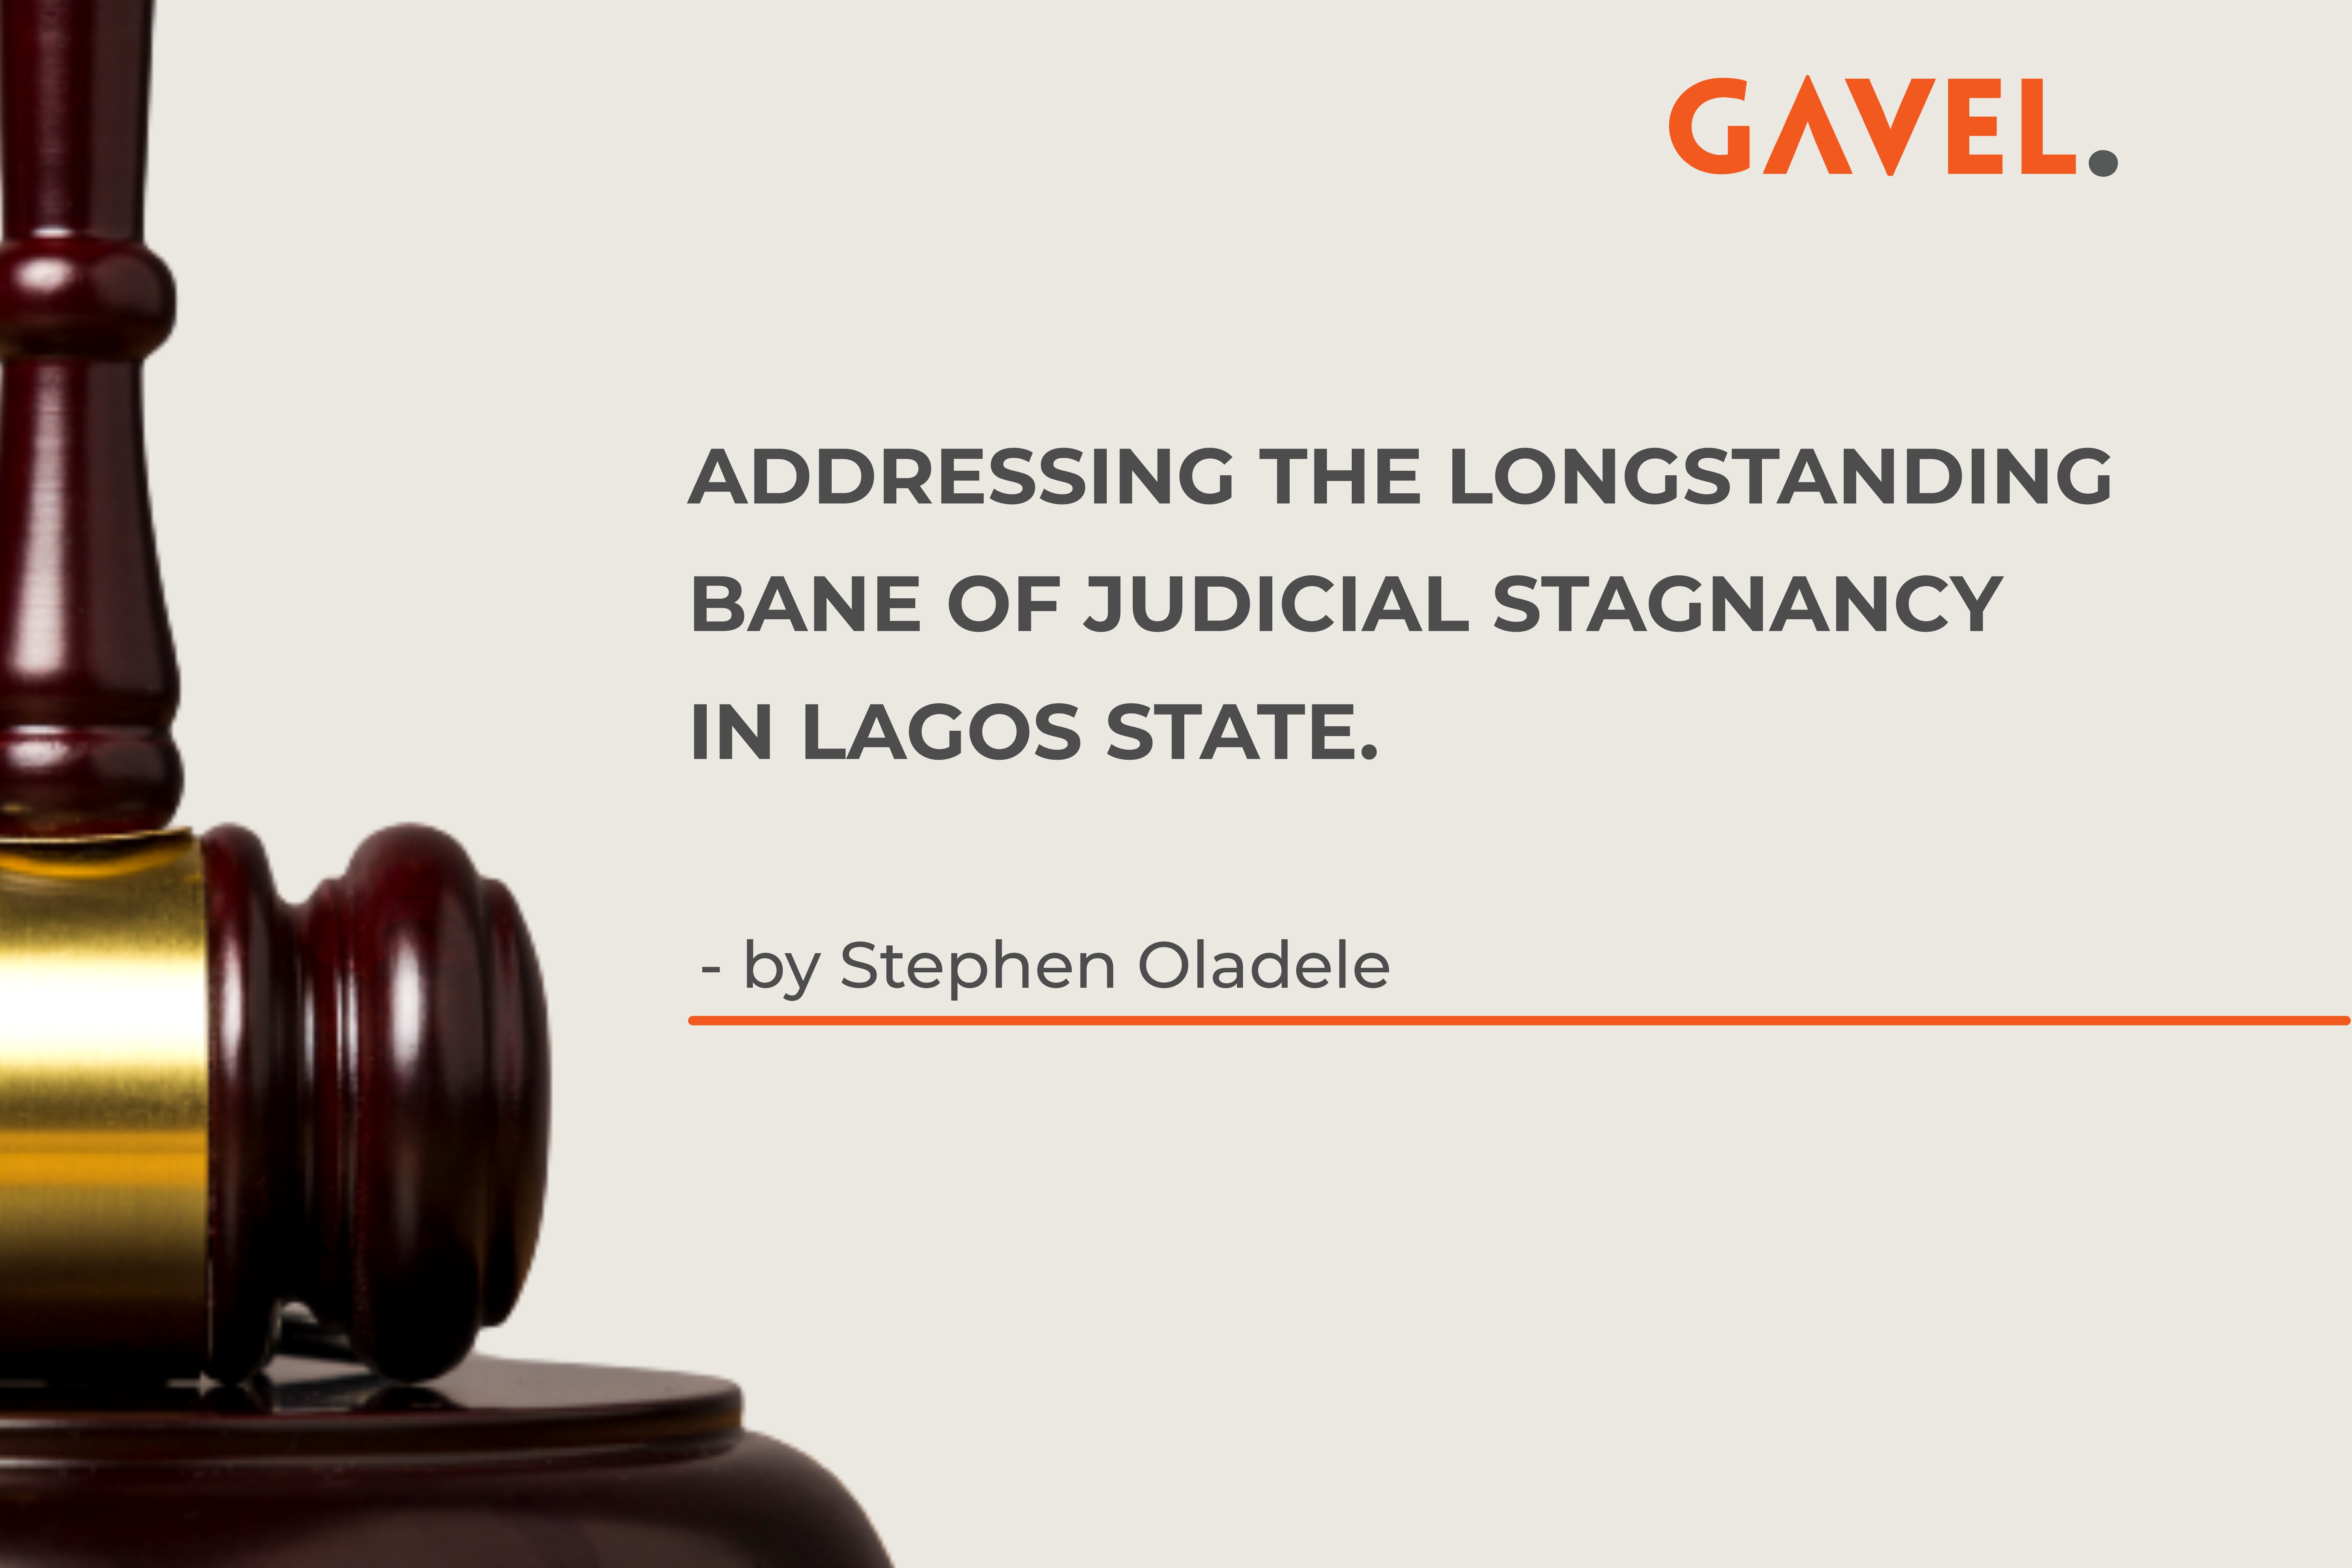 GAVEL.
ADDRESSING THE LONGSTANDING
BANE OF JUDICIAL STAGNANCY
IN LAGOS STATE.
- by Stephen Oladele